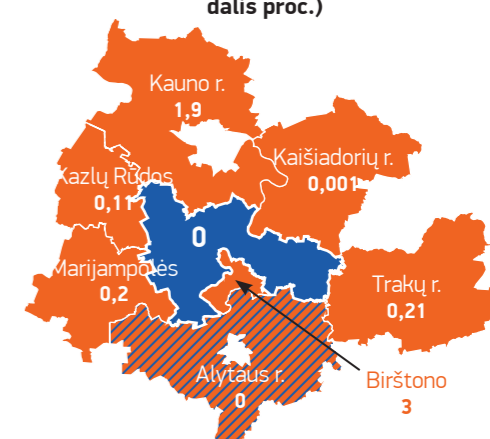 dalis proc.)
Kauno r.
1,9
Kaišiadorių r.
0,001
Kazlų Rūdos
0,11
0
Marijampolės
0,2
Trakų r.
0,21
Alytaus r.
0
Birštono
3